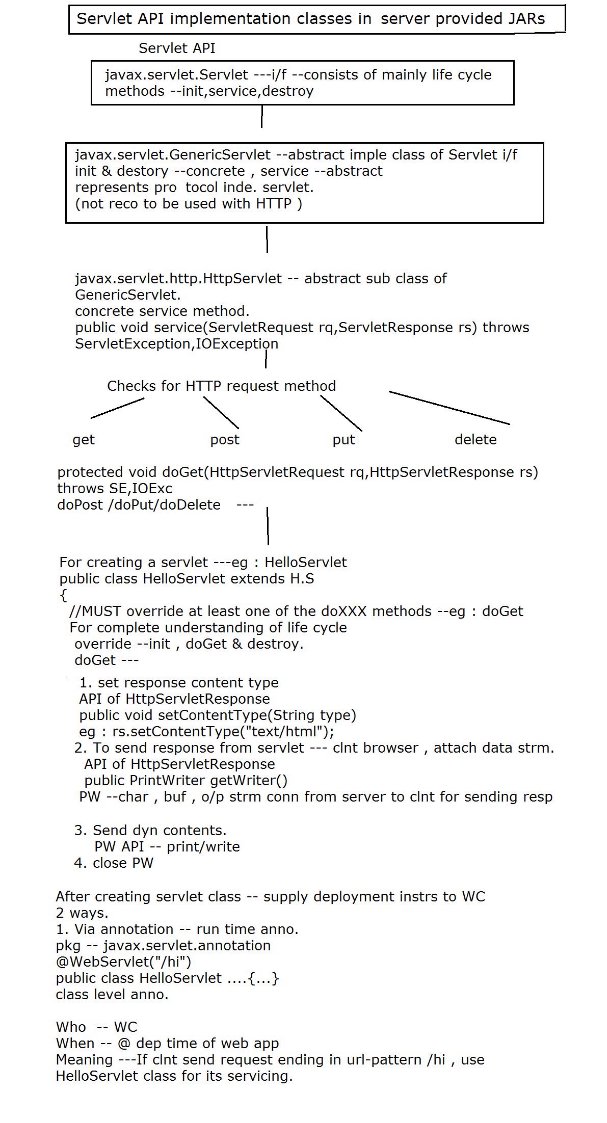 Servlet API implementation classes in server provided JARs
Servlet API
javax.servlet.Servlet ---i/f --consists of mainly life cycle
methods --init,service,destroy
javax.servlet.GenericServlet --abstract imple class of Servlet i/f
init & destory --concrete , service --abstract
represents pro tocol inde. servlet.
(not reco to be used with HTTP )
javax.servlet.http.HttpServlet -- abstract sub class of
GenericServlet.
concrete service method.
public void service(ServletRequest rq,ServletResponse rs) throws
ServletException,IOException
Checks for HTTP request method
get post put delete
protected void doGet(HttpServletRequest rq,HttpServletResponse rs)
throws SE,IOExc
doPost /doPut/doDelete ---
For creating a servlet ---eg : HelloServlet
public class HelloServlet extends H.S
{
//MUST override at least one of the doXXX methods --eg : doGet
For complete understanding of life cycle
override --init , doGet & destroy.
doGet ---
1. set response content type
API of HttpServletResponse
public void setContentType(String type)
eg : rs.setContentType("text/html");
2. To send response from servlet --- clnt browser , attach data strm.
API of HttpServletResponse
public PrintWriter getWriter()
PW --char , buf , o/p strm conn from server to clnt for sending resp
3. Send dyn contents.
PW API -- print/write
4. close PW
After creating servlet class -- supply deployment instrs to WC
2 ways.
1. Via annotation -- run time anno.
pkg -- javax.servlet.annotation
@WebServlet("/hi")
public class HelloServlet ....{...}
class level anno.
Who -- WC
When -- @ dep time of web app
Meaning ---If clnt send request ending in url-pattern /hi , use
HelloServlet class for its servicing.